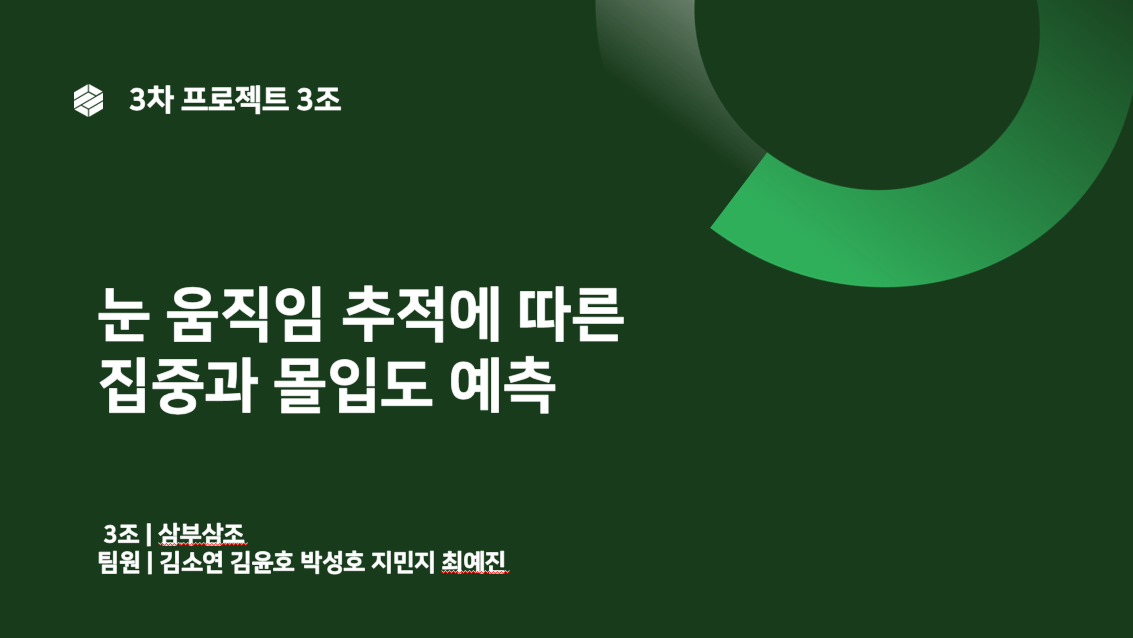 3차 프로젝트 3조
눈 움직임 추적에 따른
집중과 몰입도 예측
3조 | 삼부삼조
팀원 | 김소연 김윤호 박성호 지민지 최예진